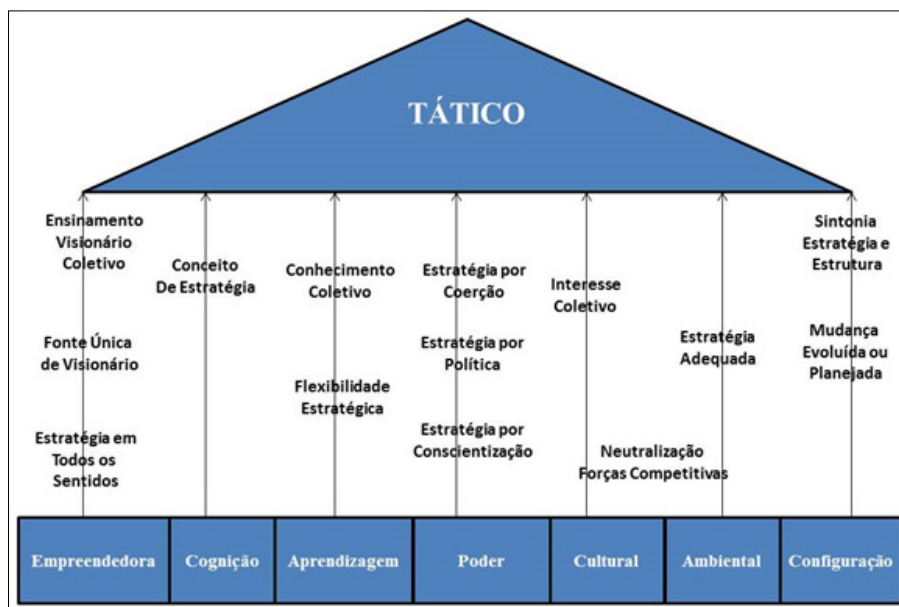 TÁTICO
Ensinamento
Visionário
Coletivo
Fonte Única
de Visionário
Estratégia em
Todos os
Sentidos
Conceito
De Estratégia
Conhecimento
Coletivo
Flexibilidade
Estratégica
Estratégia por
Coerção
Estratégia por
Política
Estratégia por
Conscientização
Interesse
Coletivo
Neutralização
Forças Competitivas
Estratégia
Adequada
Sintonia
Estratégia e
Estrutura
Mudança
Evoluída ou
Planejada
Empreendedora
Cognição
Aprendizagem
Poder
Cultural
Ambiental
Configuração